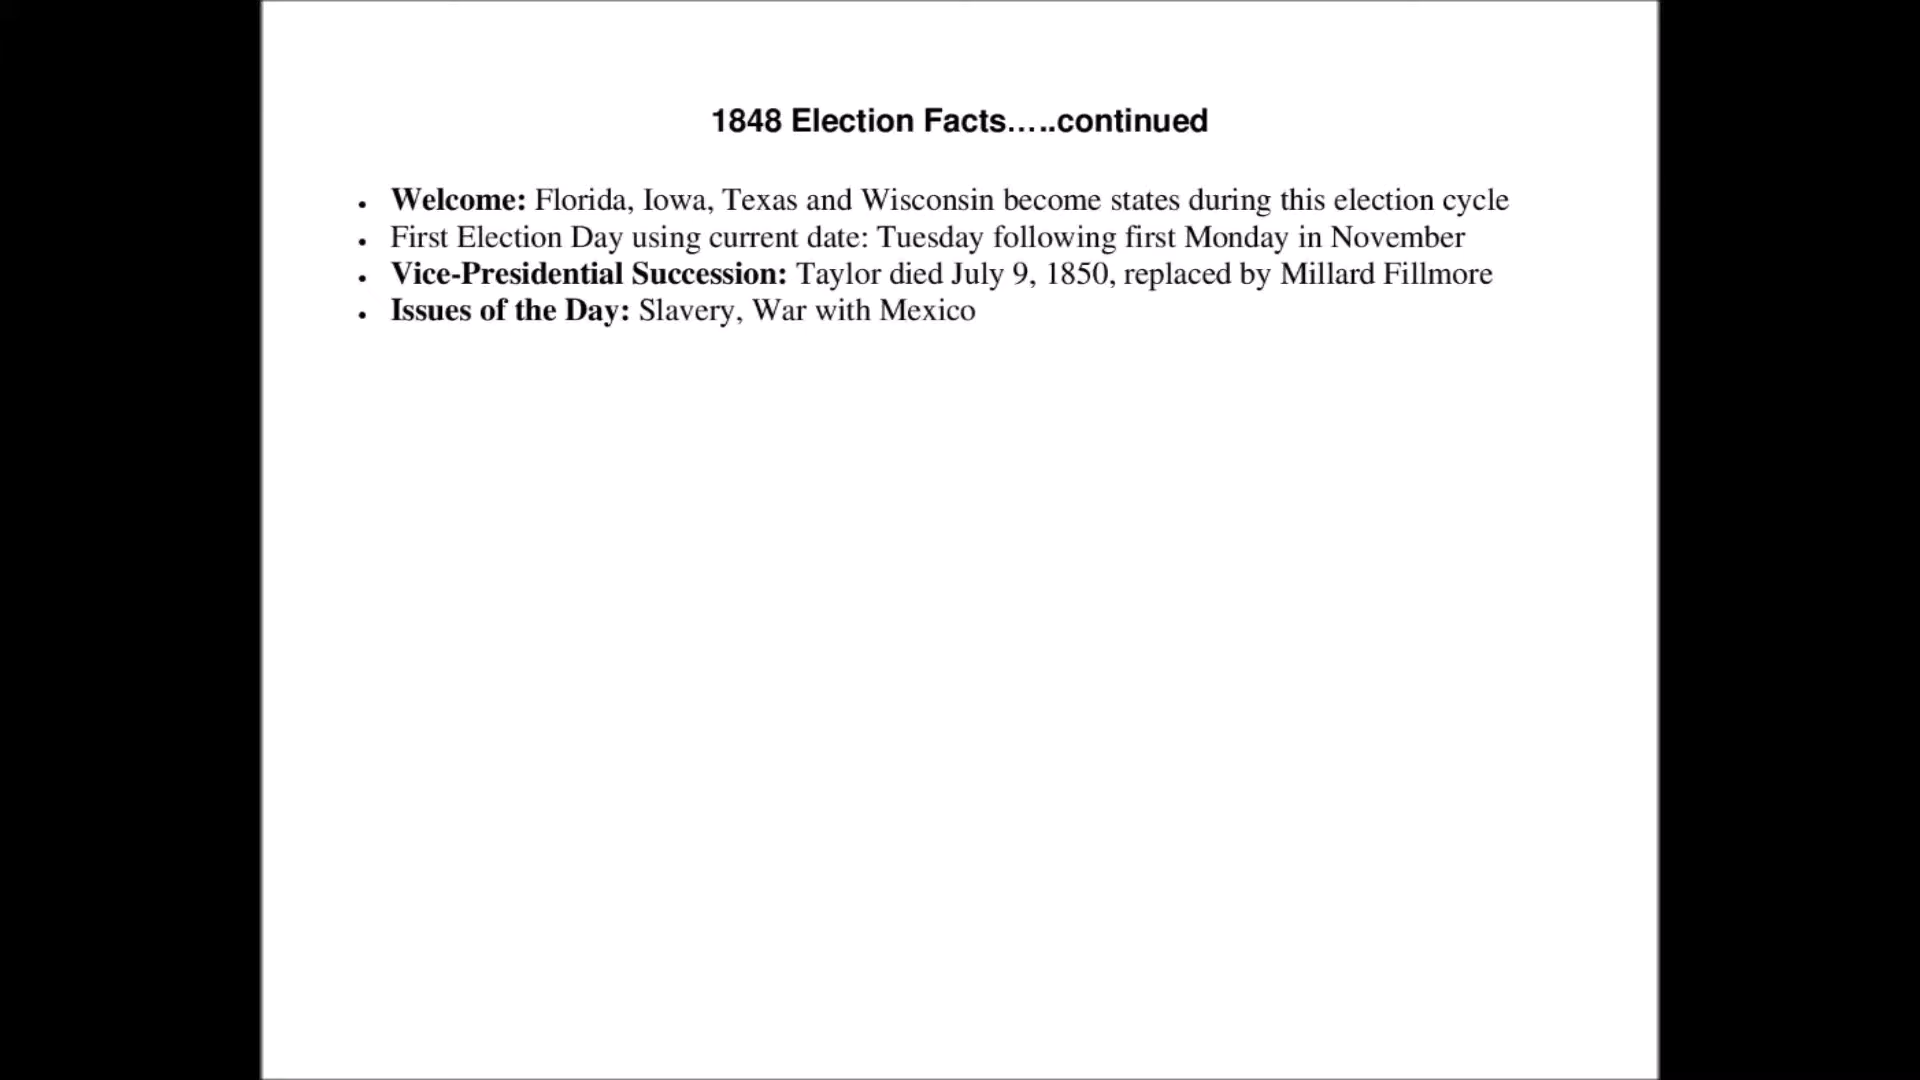 1848 Election Facts…..continued
• Welcome: Florida, Iowa, Texas and Wisconsin become states during this election cycle
• First Election Day using current date: Tuesday following first Monday in November
• Vice-Presidential Succession: Taylor died July 9, 1850, replaced by Millard Fillmore
• Issues of the Day: Slavery, War with Mexico